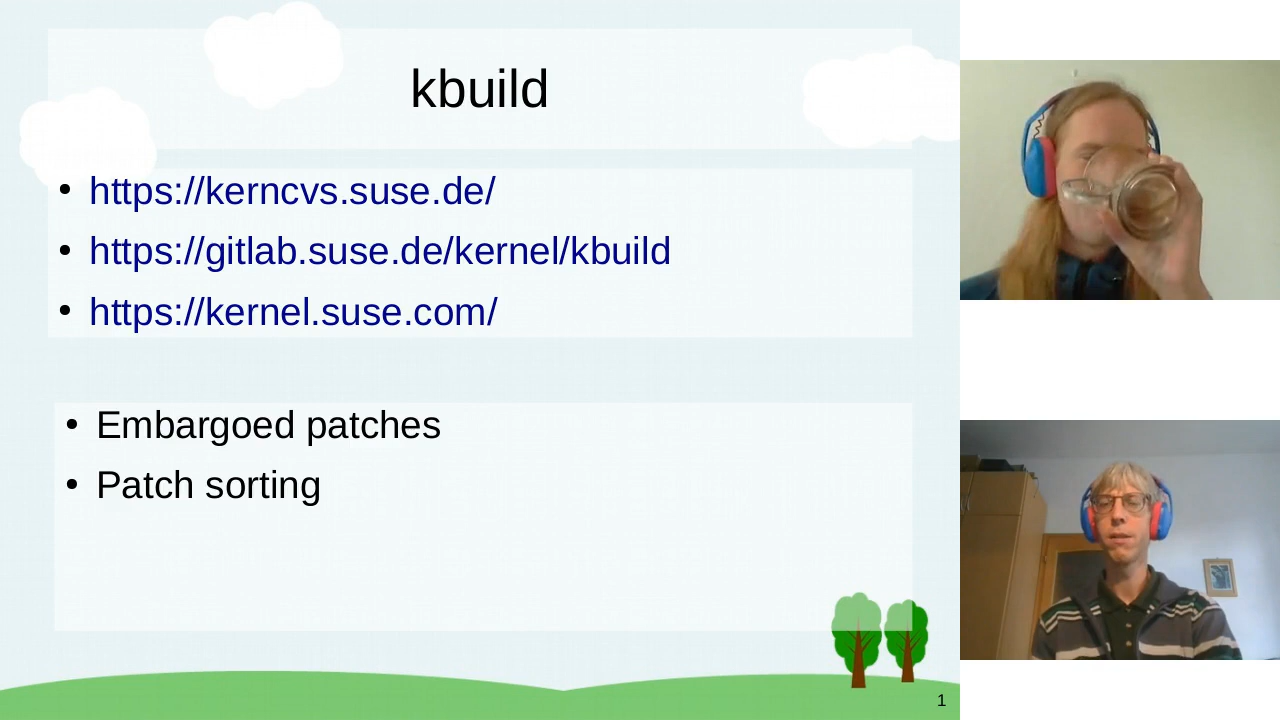 kbuild
• https://kerncvs.suse.de/
• https://gitlab.suse.de/kernel/kbuild
• https://kernel.suse.com/
• Embargoed patches
• Patch sorting
1